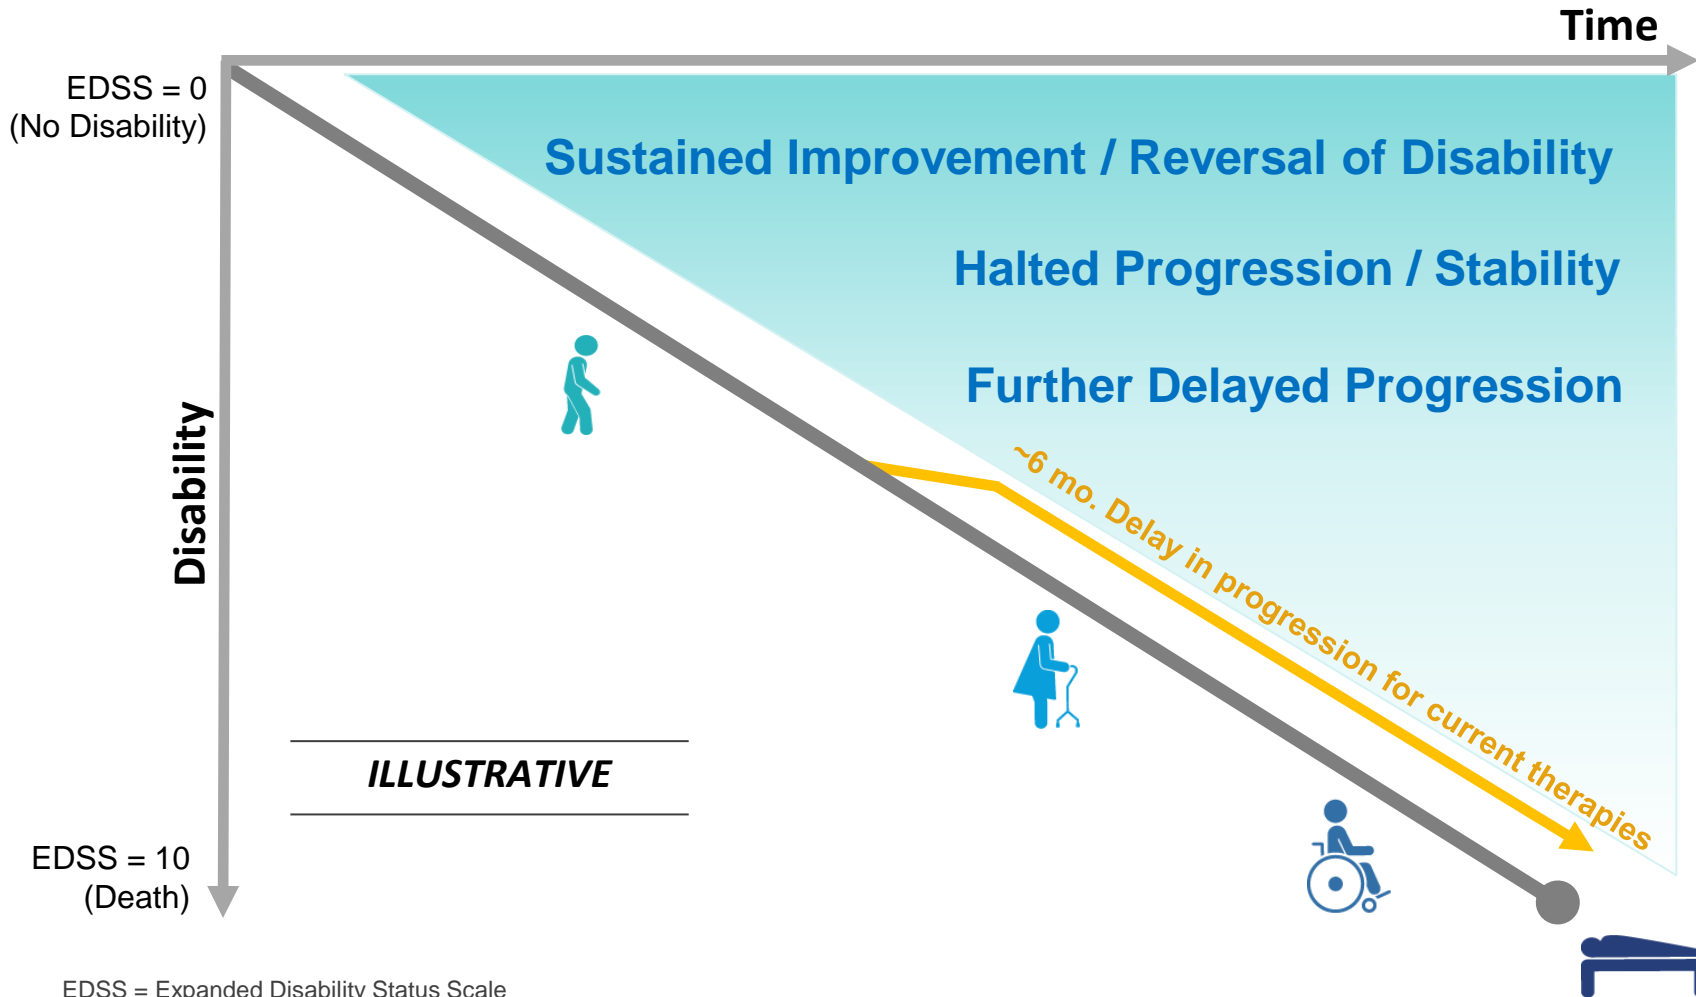 Time
EDSS = 0
(No Disability)
Sustained Improvement / Reversal of Disability
Halted Progression / Stability
Further Delayed Progression
Disability
~6 mo. Delay in progression for current therapies
ILLUSTRATIVE
EDSS = 10
(Death)
EDSS = Expanded Disability Status Scale